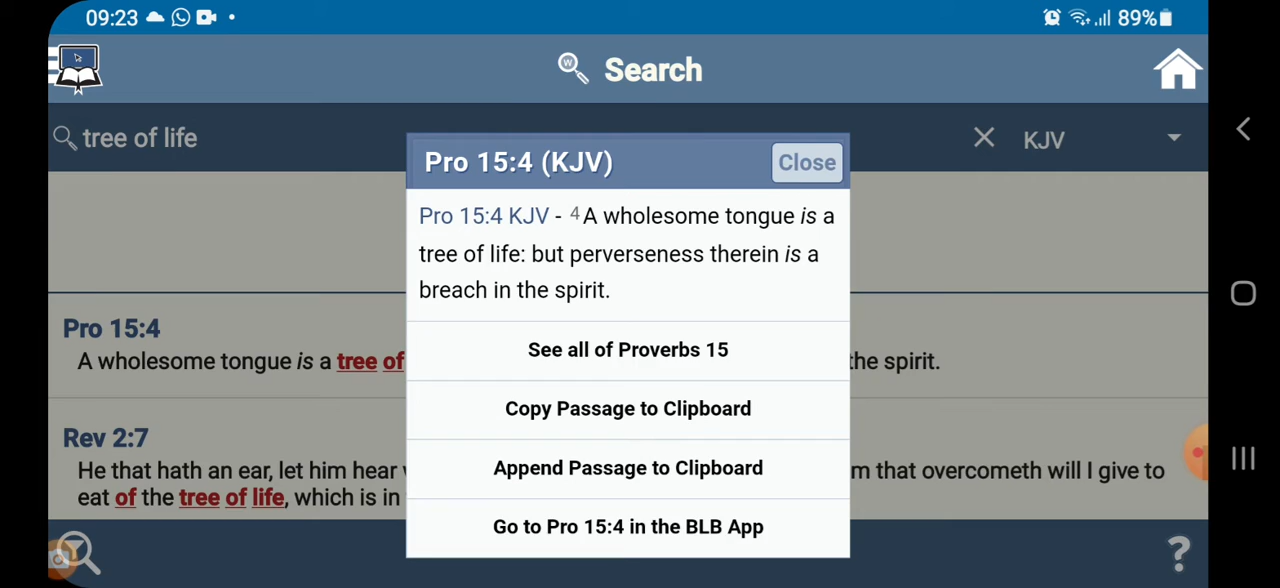 09:23
89%
Search
tree of life
KJV
Pro 15:4 (KJV)
Close
Pro 15:4 KJV - 4 A wholesome tongue is a
tree of life: but perverseness therein is a
breach in the spirit.
See all of Proverbs 15
Copy Passage to Clipboard
Append Passage to Clipboard
Go to Pro 15:4 in the BLB App
Pro 15:4
A wholesome tongue is a tree of the spirit.
Rev 2:7
He that hath an ear, let him hear m that overcometh will I give to
eat of the tree of life, which is in
?